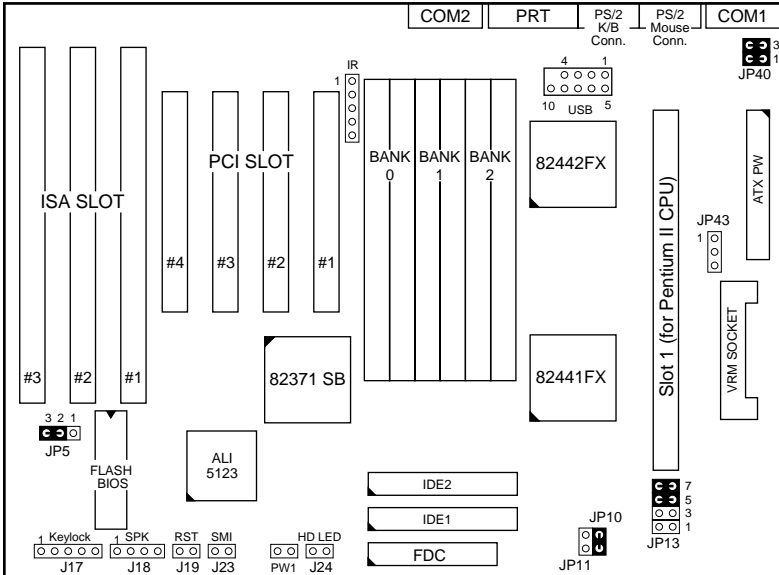 COM2 PRT PS/2 K/B Conn. PS/2 Mouse Conn. COM1
3
1
JP40
IR
1
4 1
10 USB 5
ISA SLOT
#3 #2 #1
PCI SLOT
#4 #3 #2 #1
BANK 0 BANK 1 BANK 2
82442FX
82441FX
82371 SB
Slot 1 (for Pentium II CPU)
ATX PW
JP43
1
VRM SOCKET
3 2 1
JP5
FLASH BIOS
ALI 5123
IDE2
IDE1
FDC
7
5
3
1
JP13
JP10
JP11
1 Keylock
J17
1 SPK
J18
RST
J19
SMI
J23
PW1
HD LED
J24